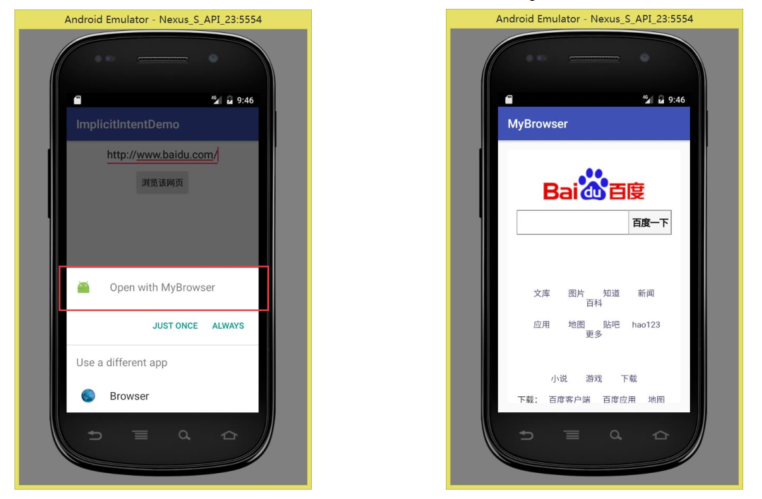 Android Emulator - Nexus_S_API_23:5554
9:46
ImplicitIntentDemo
http://www.baidu.com/
浏览该网页
Open with MyBrowser
JUST ONCE ALWAYS
Use a different app
Browser
Android Emulator - Nexus_S_API_23:5554
9:46
MyBrowser
Bai du 百度
百度一下
文库 图片 知道 新闻
百科
应用 地图 贴吧 hao123
更多
小说 游戏 下载
下载: 百度客户端 百度应用 地图